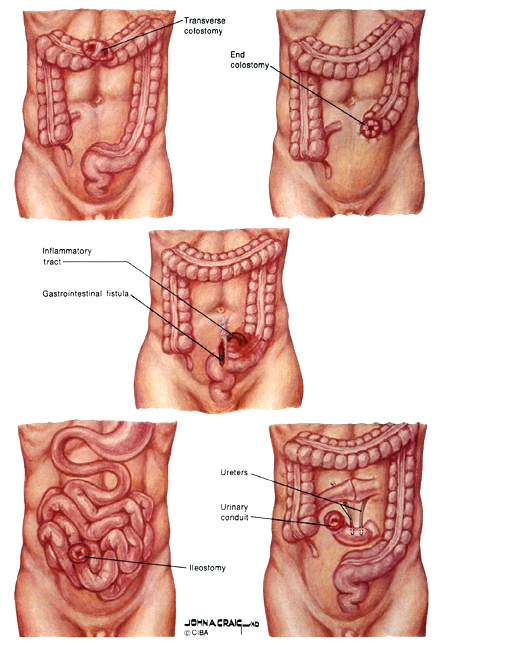 Transverse
colostomy
End
colostomy
Inflammatory
tract
Gastrointestinal fistula
Ureters
Urinary
conduit
Ileostomy
JOHN A. CRAIG MD
© CIBA